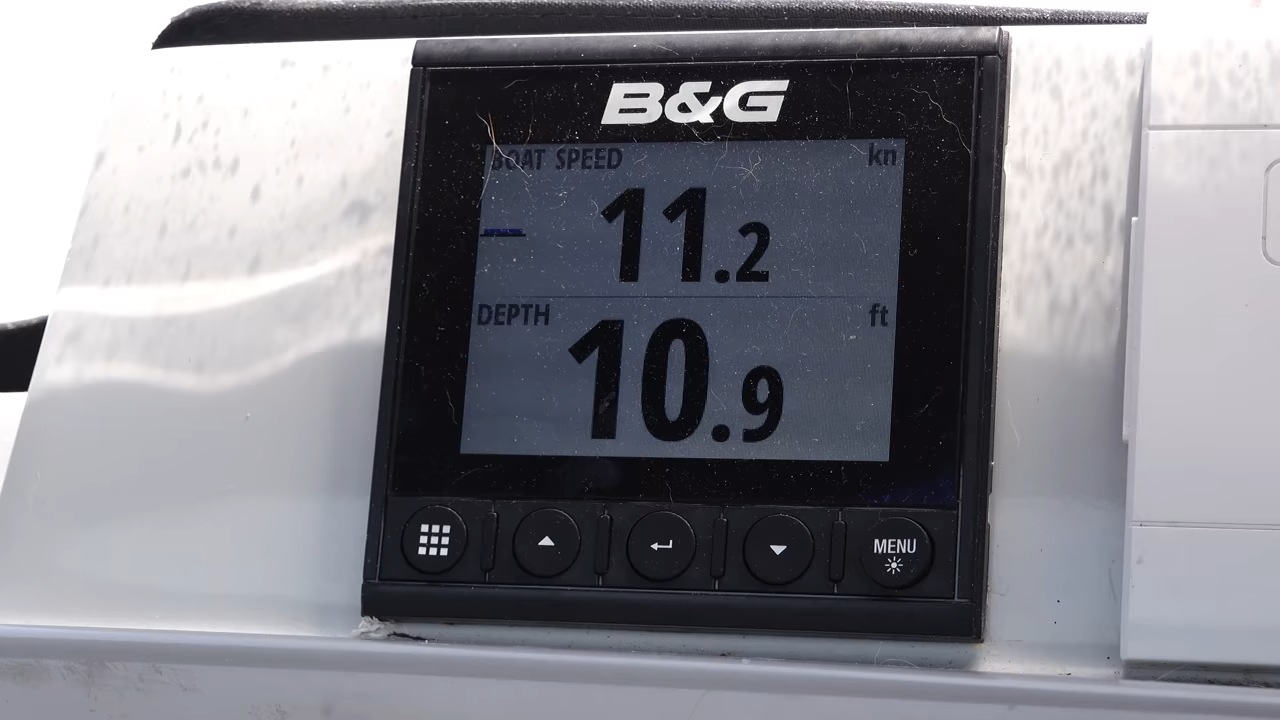 B&G
BOAT SPEED kn
11.2
DEPTH ft
10.9
MENU